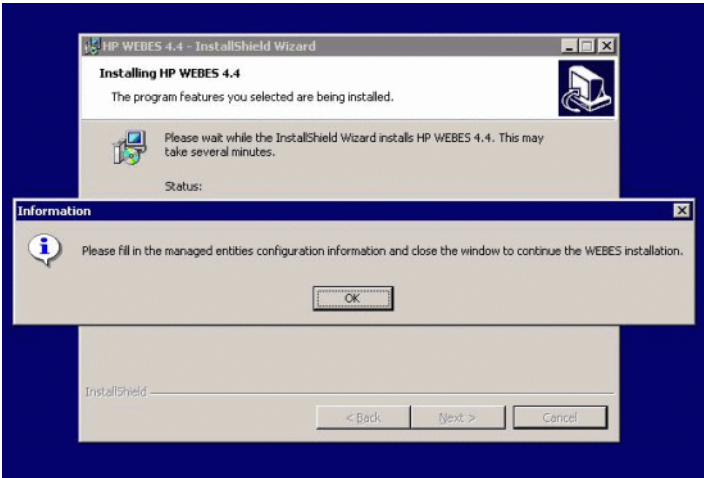 HP WEBES 4.4 - InstallShield Wizard
Installing HP WEBES 4.4
The program features you selected are being installed.
Please wait while the InstallShield Wizard installs HP WEBES 4.4. This may
take several minutes.
Status:
Information
Please fill in the managed entities configuration information and close the window to continue the WEBES installation.
OK
InstallShield
< Back
Next >
Cancel